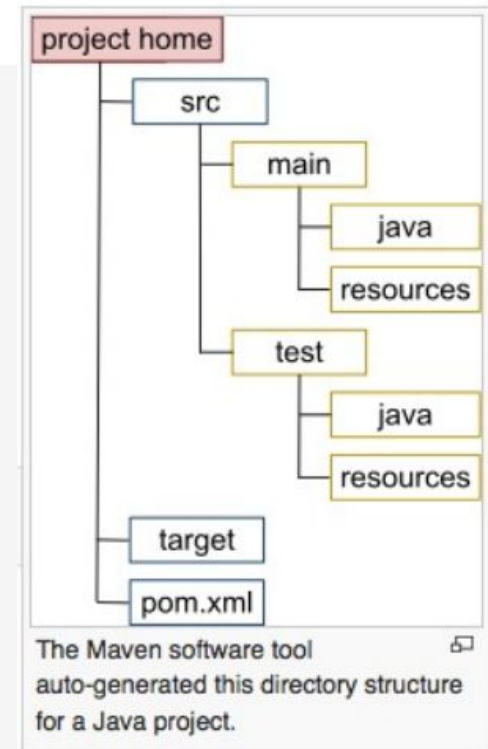 project home
src
main
java
resources
test
java
resources
target
pom.xml
The Maven software tool
auto-generated this directory structure
for a Java project.